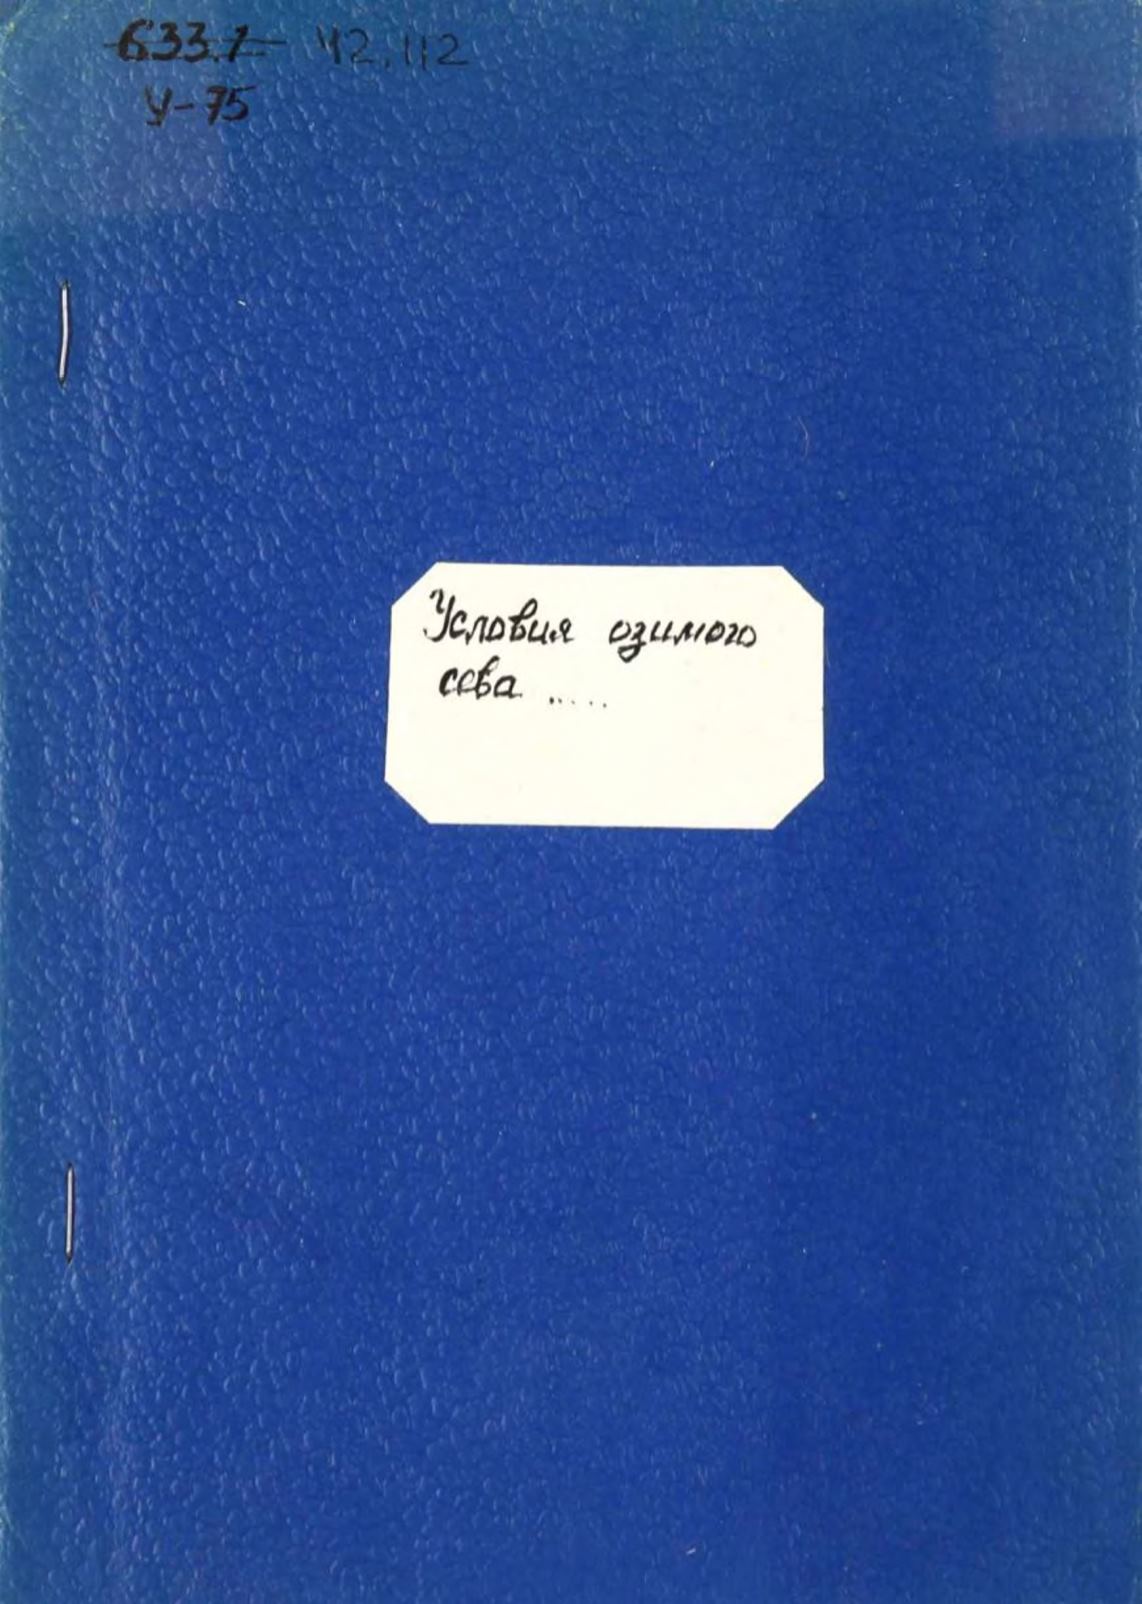 633.1 42.112
У-75
Условия озимого
сева .....